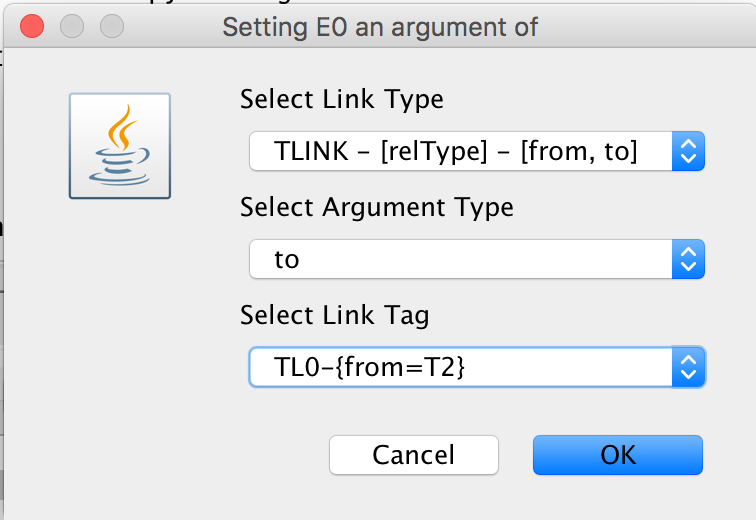 Setting E0 an argument of
Select Link Type
TLINK – [relType] – [from, to]
Select Argument Type
to
Select Link Tag
TL0–{from=T2}
Cancel
OK